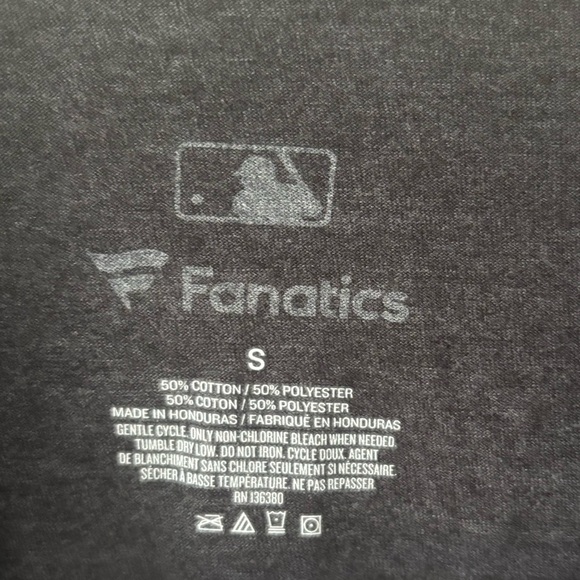 Fanatics
S
50% COTTON / 50% POLYESTER
50% COTON / 50% POLYESTER
MADE IN HONDURAS / FABRIQUÉ EN HONDURAS
GENTLE CYCLE. ONLY NON-CHLORINE BLEACH WHEN NEEDED.
TUMBLE DRY LOW. DO NOT IRON. CYCLE DOUX. AGENT
DE BLANCHIMENT SANS CHLORE SEULEMENT SI NÉCESSAIRE.
SÉCHER À BASSE TEMPÉRATURE. NE PAS REPASSER.
RN 136380